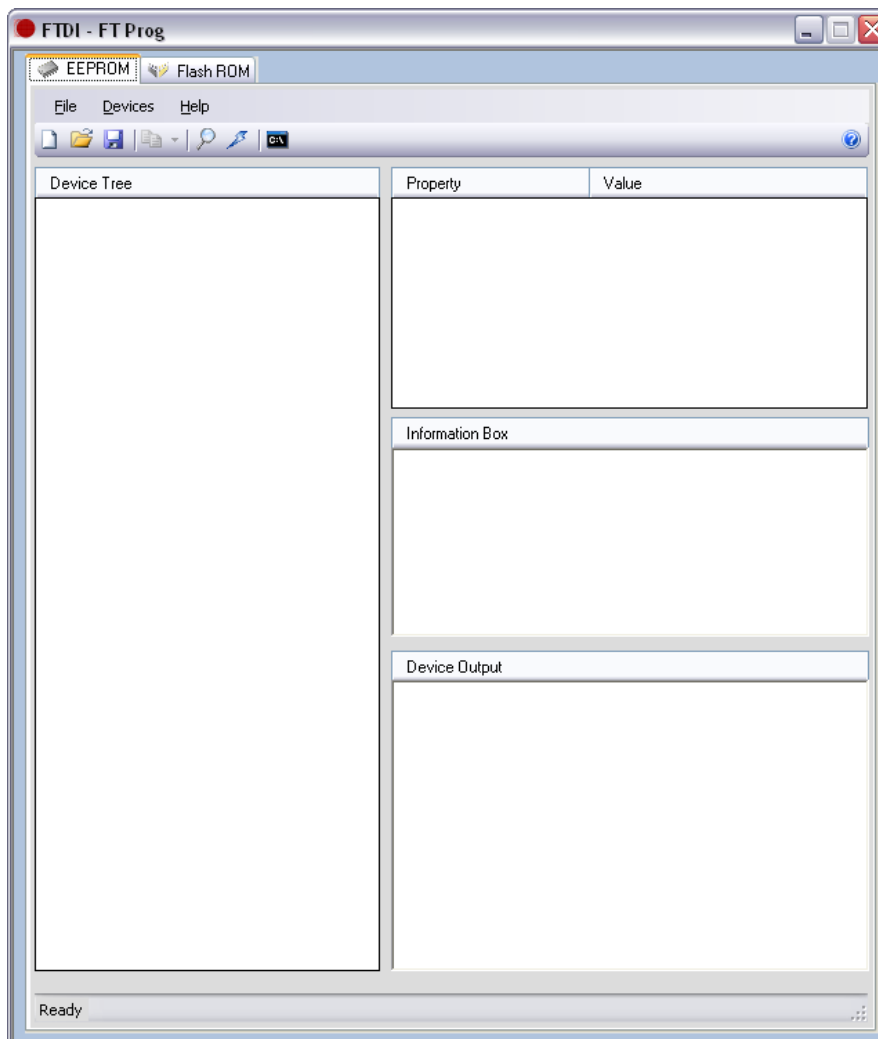 FTDI - FT Prog
EEPROM Flash ROM
File Devices Help
C:\
Device Tree
Property Value
Information Box
Device Output
Ready